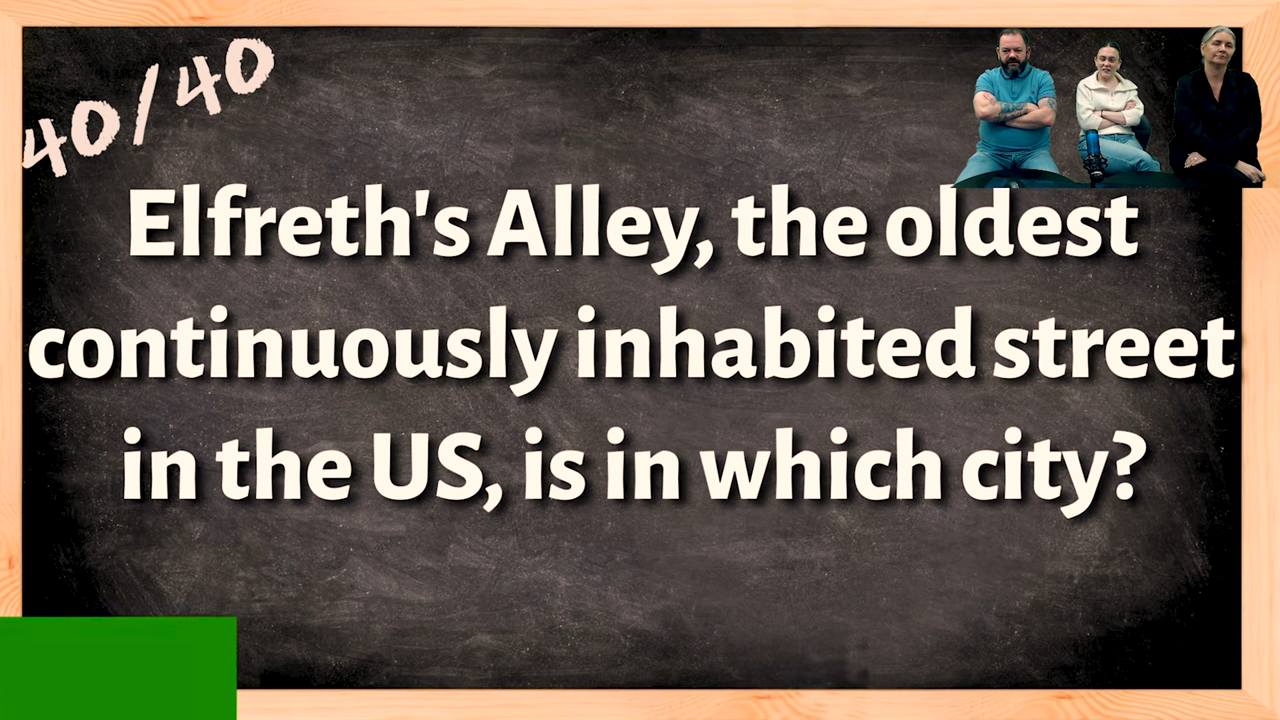 40/40
Elfreth's Alley, the oldest
continuously inhabited street
in the US, is in which city?